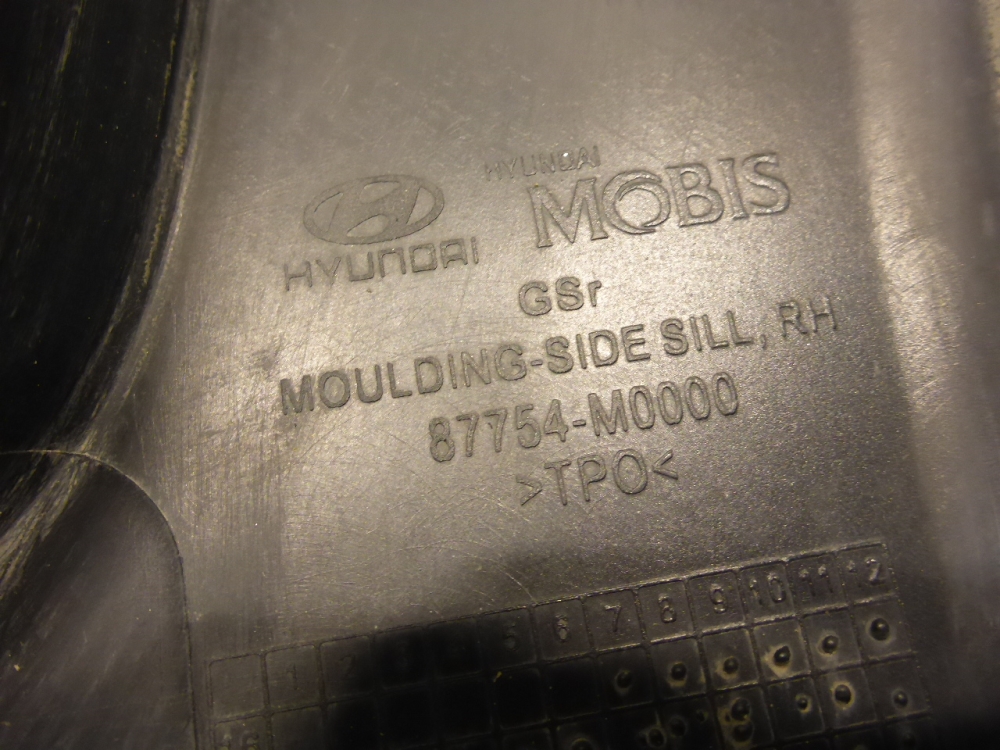 HYUNDAI
HYUNDAI
MOBIS
GSr
MOULDING-SIDE SILL, RH
87754-M0000
>TPO<
1 2 5 6 7 8 9 10 11 12